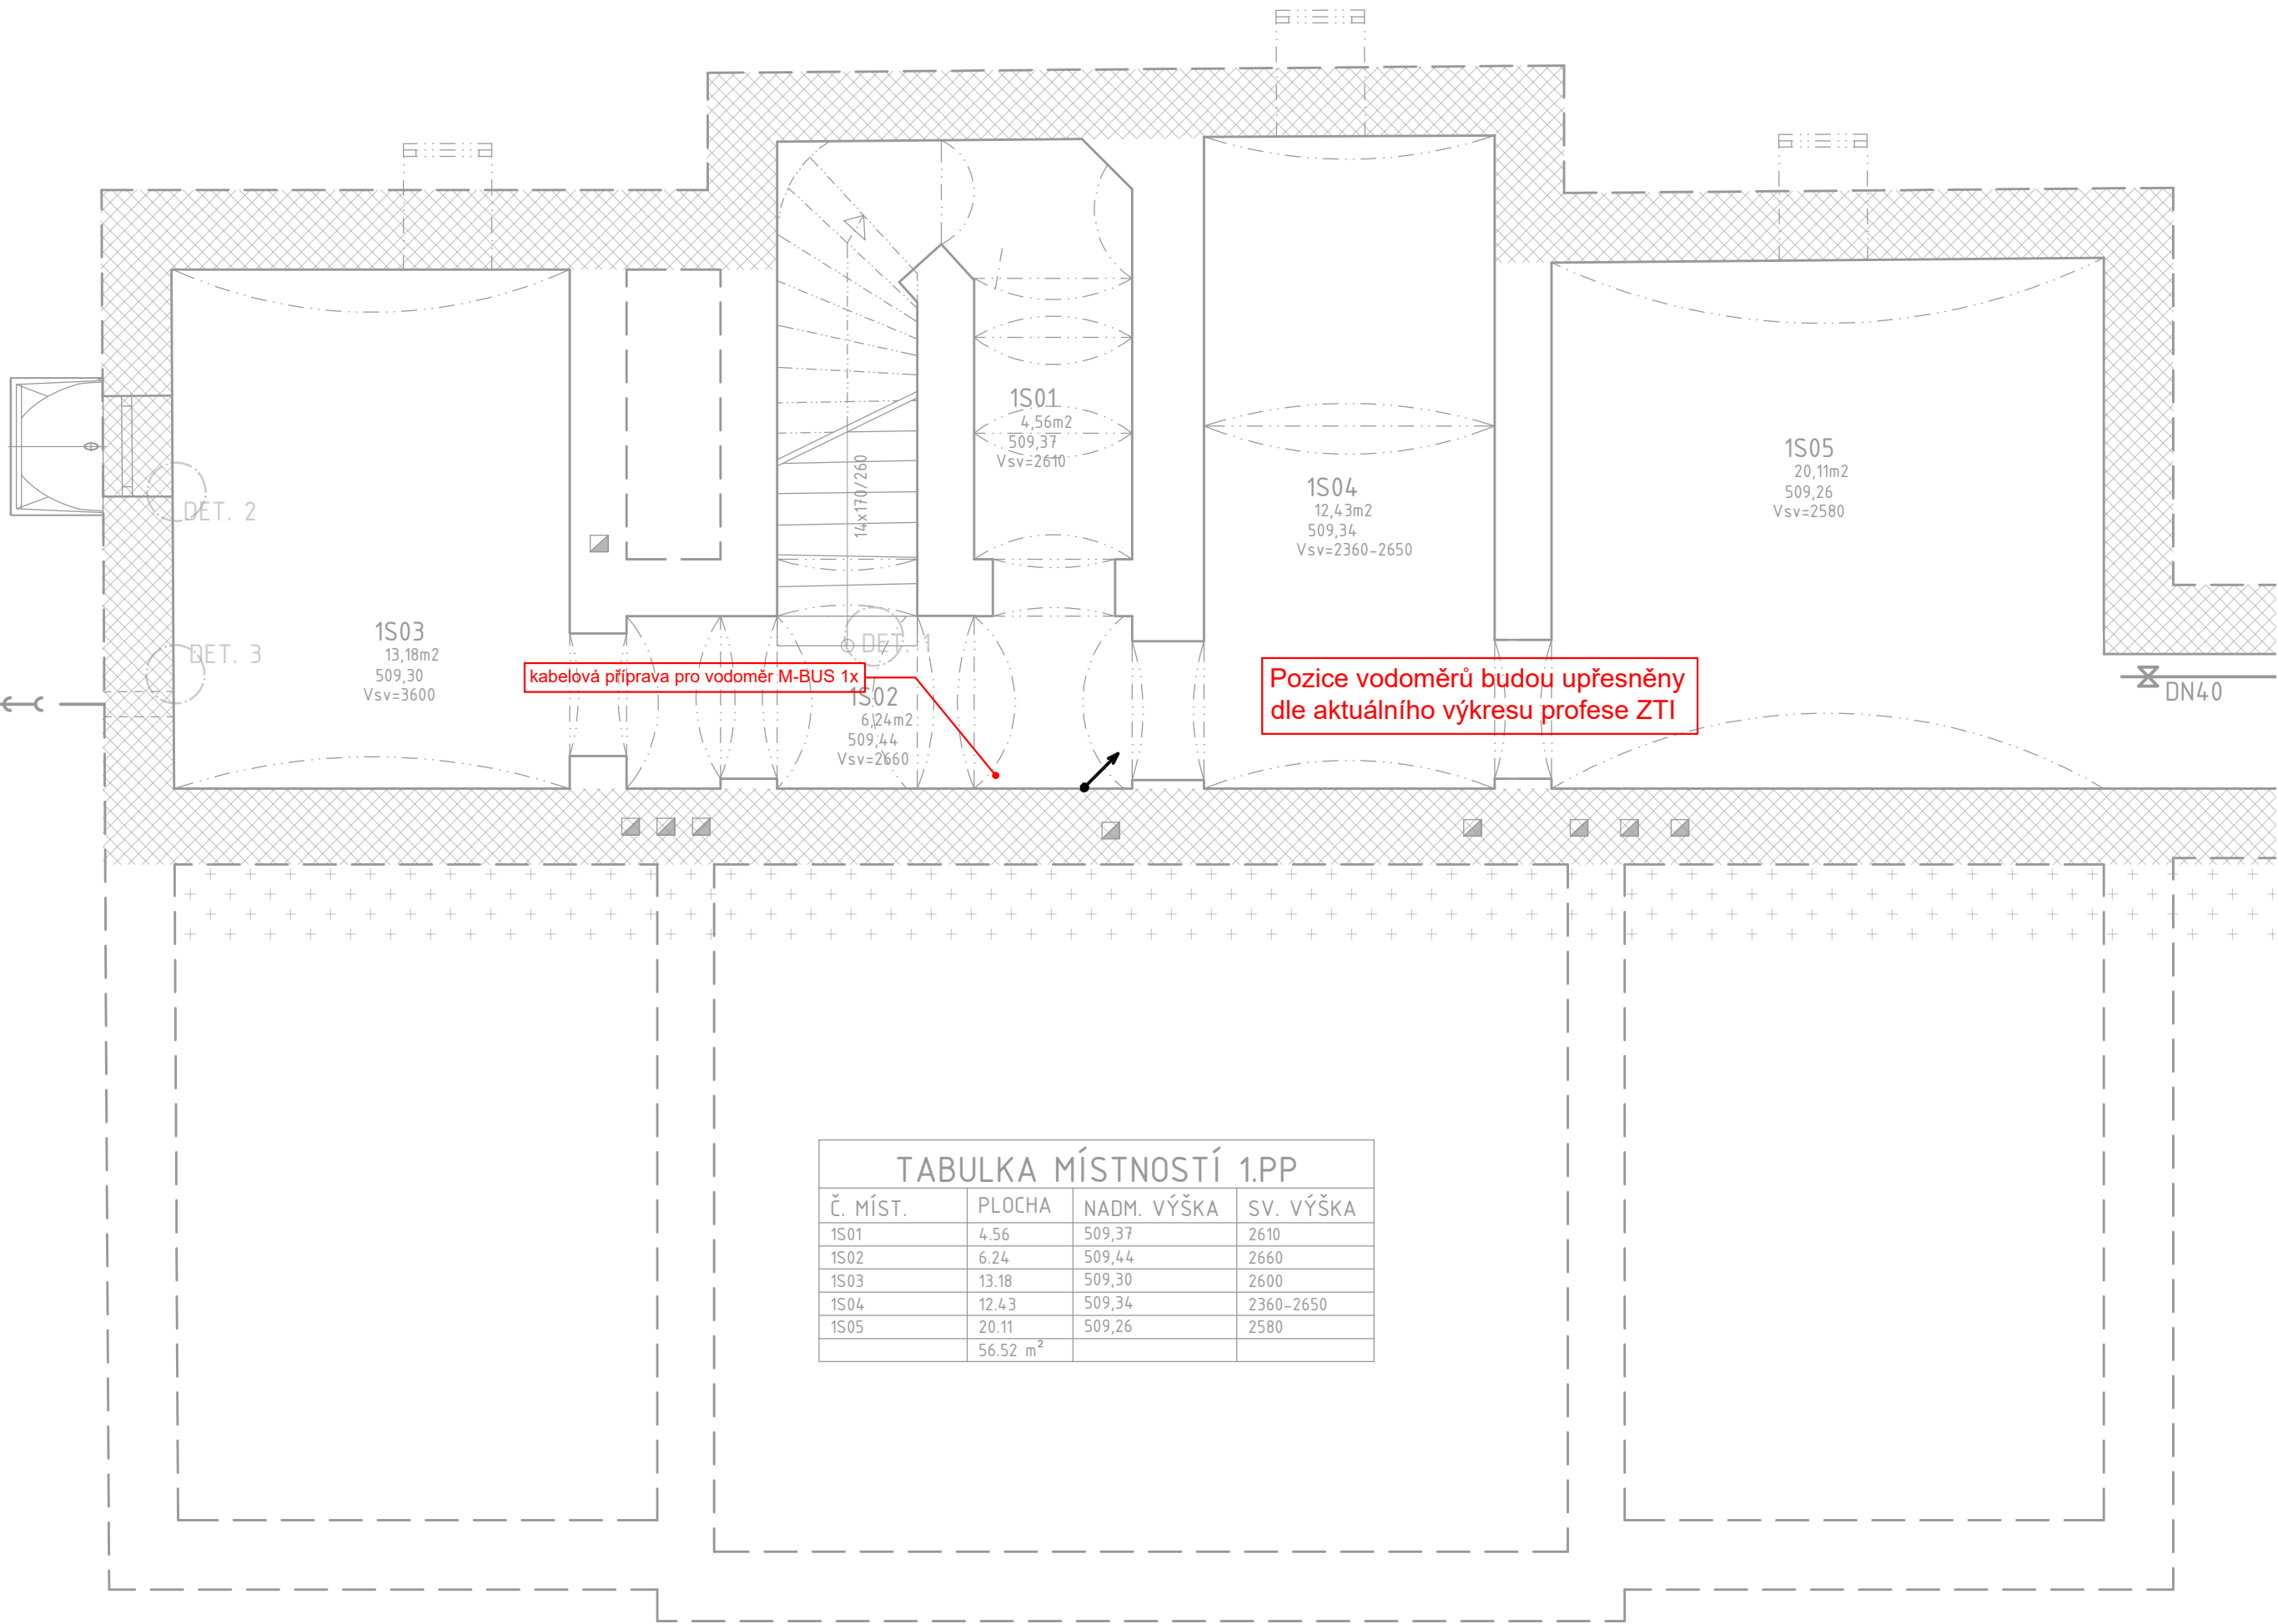 1S01
4,56m2
509,37
Vsv=2610
14x170/260
1S04
12,43m2
509,34
Vsv=2360-2650
1S05
20,11m2
509,26
Vsv=2580
DET. 2
DET. 3
DET. 1
1S03
13,18m2
509,30
Vsv=3600
kabelová příprava pro vodoměr M-BUS 1x
1S02
6,24m2
509,44
Vsv=2660
Pozice vodoměrů budou upřesněny
dle aktuálního výkresu profese ZTI
DN40
TABULKA MÍSTNOSTÍ 1.PP
Č. MÍST. PLOCHA NADM. VÝŠKA SV. VÝŠKA
1S01 4.56 509,37 2610
1S02 6.24 509,44 2660
1S03 13.18 509,30 2600
1S04 12.43 509,34 2360-2650
1S05 20.11 509,26 2580
56.52 m²